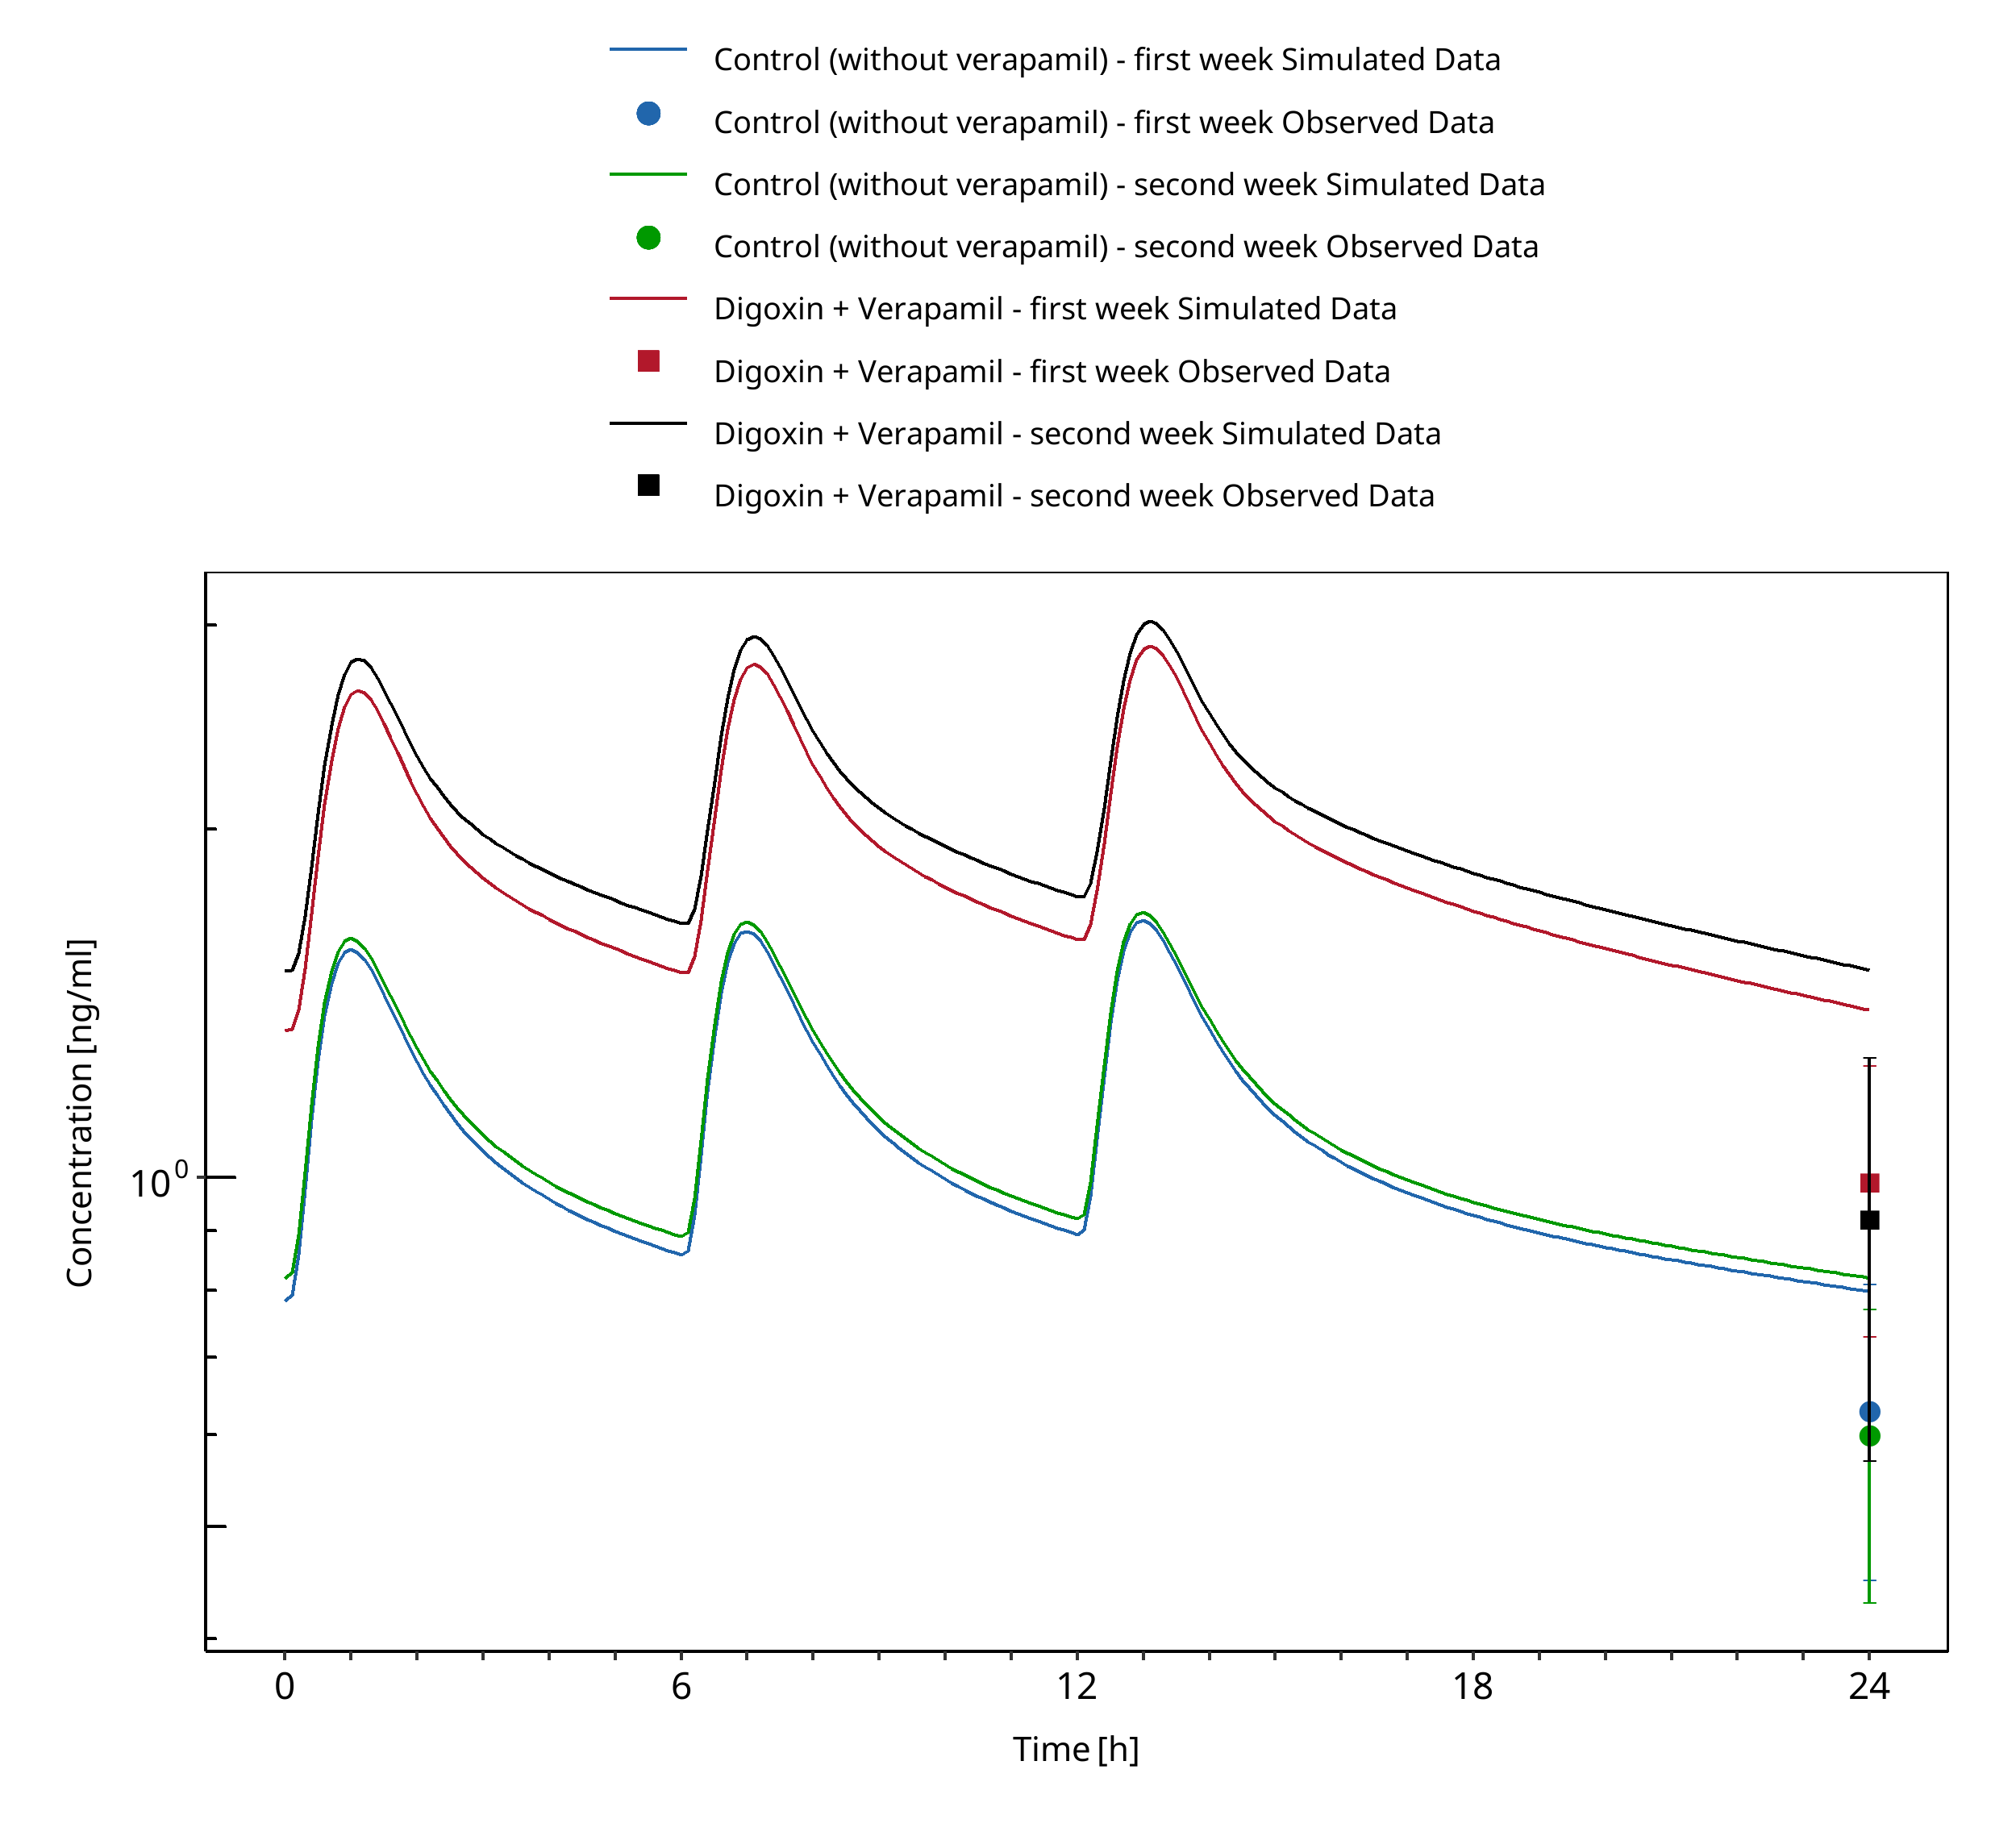 Control (without verapamil) - first week Simulated Data
Control (without verapamil) - first week Observed Data
Control (without verapamil) - second week Simulated Data
Control (without verapamil) - second week Observed Data
Digoxin + Verapamil - first week Simulated Data
Digoxin + Verapamil - first week Observed Data
Digoxin + Verapamil - second week Simulated Data
Digoxin + Verapamil - second week Observed Data
Concentration [ng/ml]
10⁰
0 6 12 18 24
Time [h]